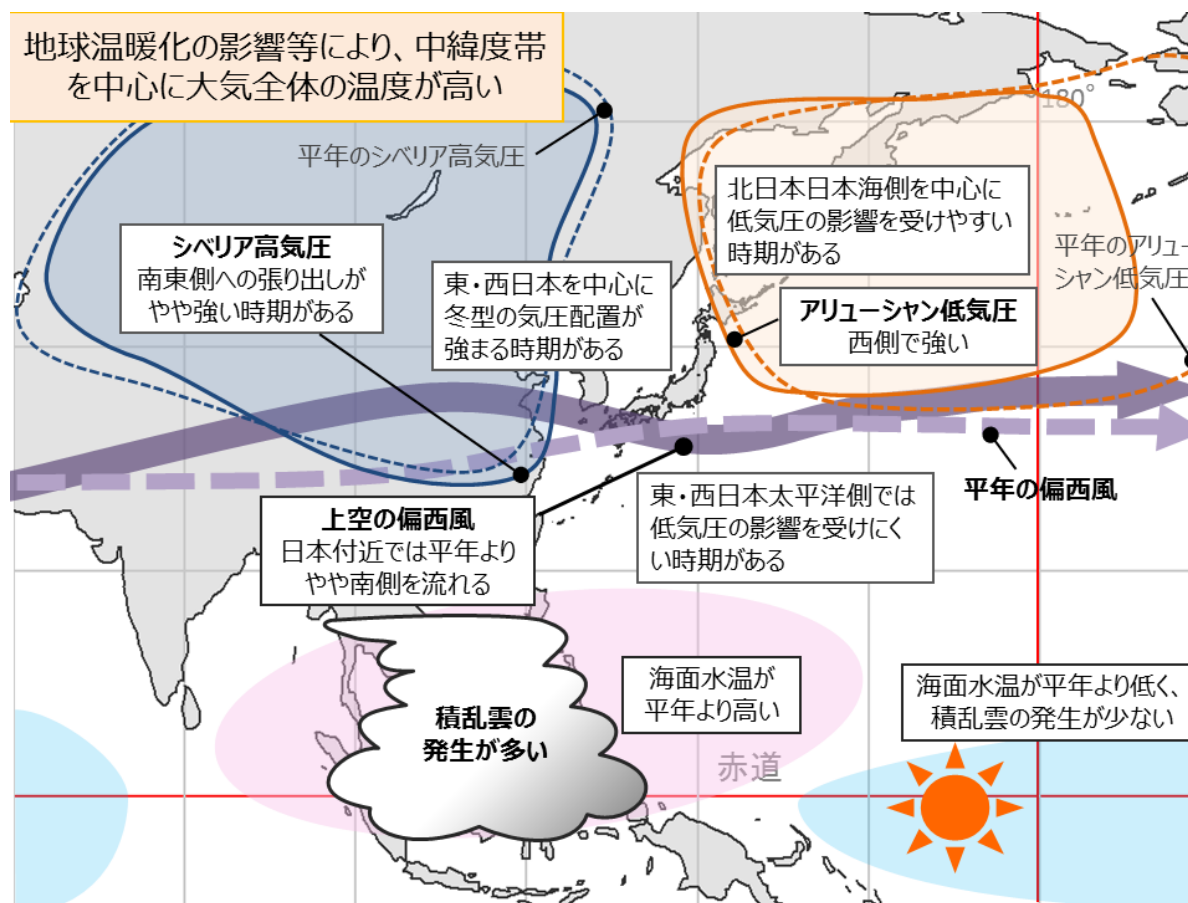 地球温暖化の影響等により、中緯度帯
を中心に大気全体の温度が高い
180°
平年のシベリア高気圧
北日本日本海側を中心に
低気圧の影響を受けやすい
時期がある
シベリア高気圧
南東側への張り出しが
やや強い時期がある
東・西日本を中心に
冬型の気圧配置が
強まる時期がある
平年のアリュー
シャン低気圧
アリューシャン低気圧
西側で強い
平年の偏西風
上空の偏西風
日本付近では平年より
やや南側を流れる
東・西日本太平洋側では
低気圧の影響を受けにく
い時期がある
海面水温が
平年より高い
海面水温が平年より低く、
積乱雲の発生が少ない
積乱雲の
発生が多い
赤道